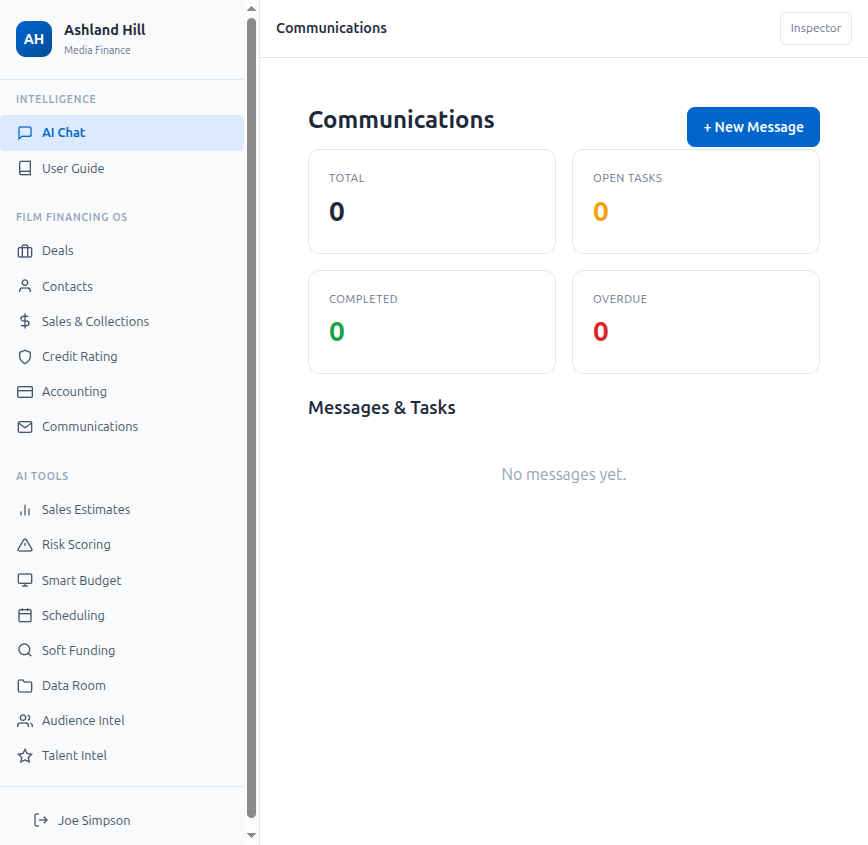 AH
Ashland Hill
Media Finance
INTELLIGENCE
AI Chat
User Guide
FILM FINANCING OS
Deals
Contacts
Sales & Collections
Credit Rating
Accounting
Communications
AI TOOLS
Sales Estimates
Risk Scoring
Smart Budget
Scheduling
Soft Funding
Data Room
Audience Intel
Talent Intel
Joe Simpson
Communications
Inspector
Communications
+ New Message
TOTAL
0
OPEN TASKS
0
COMPLETED
0
OVERDUE
0
Messages & Tasks
No messages yet.